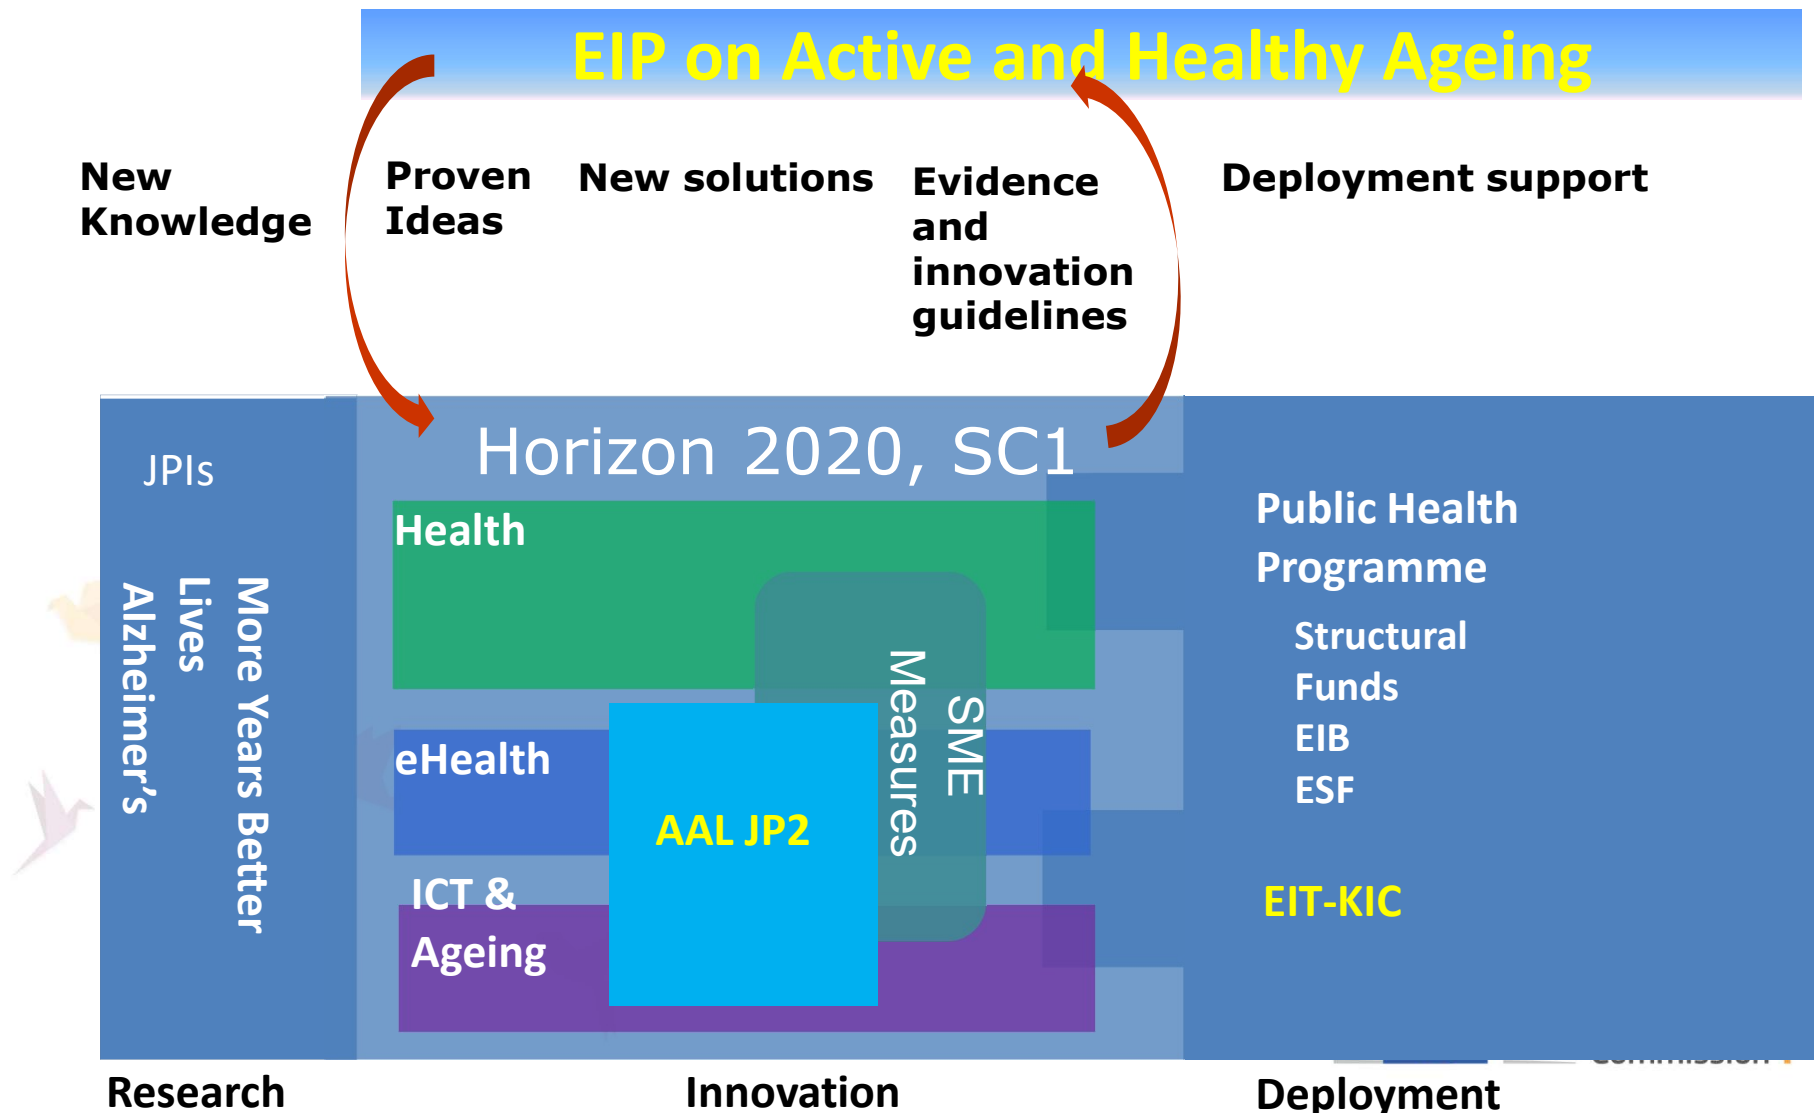 EIP on Active and Healthy Ageing
New
Knowledge
Proven
Ideas
New solutions
Evidence
and
innovation
guidelines
Deployment support
JPIs
More Years Better
Lives
Alzheimer's
Horizon 2020, SC1
Health
eHealth
ICT &
Ageing
AAL JP2
SME
Measures
Public Health
Programme
Structural
Funds
EIB
ESF
EIT-KIC
Research
Innovation
Deployment